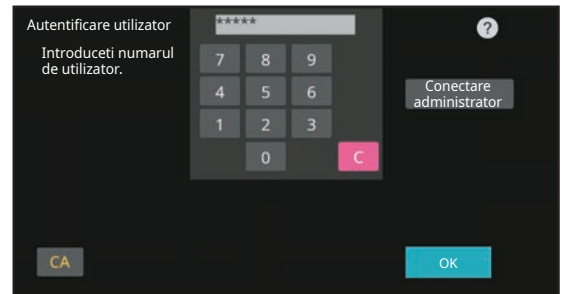 Autentificare utilizator
*****
?
Introduceti numarul
de utilizator.
7 8 9
4 5 6
Conectare
administrator
1 2 3
0 C
CA
OK